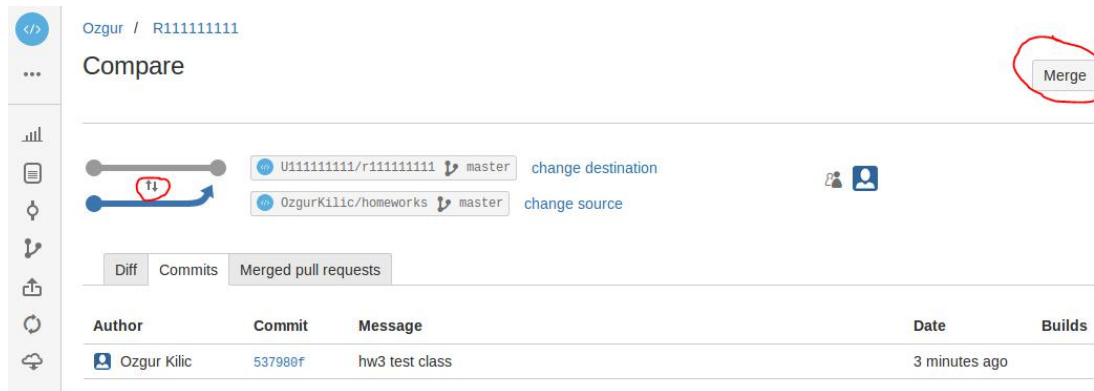 Ozgur / R111111111
Compare
Merge
U111111111/r111111111 master change destination
OzgurKilic/homeworks master change source
Diff Commits Merged pull requests
Author Commit Message Date Builds
Ozgur Kilic 537980f hw3 test class 3 minutes ago